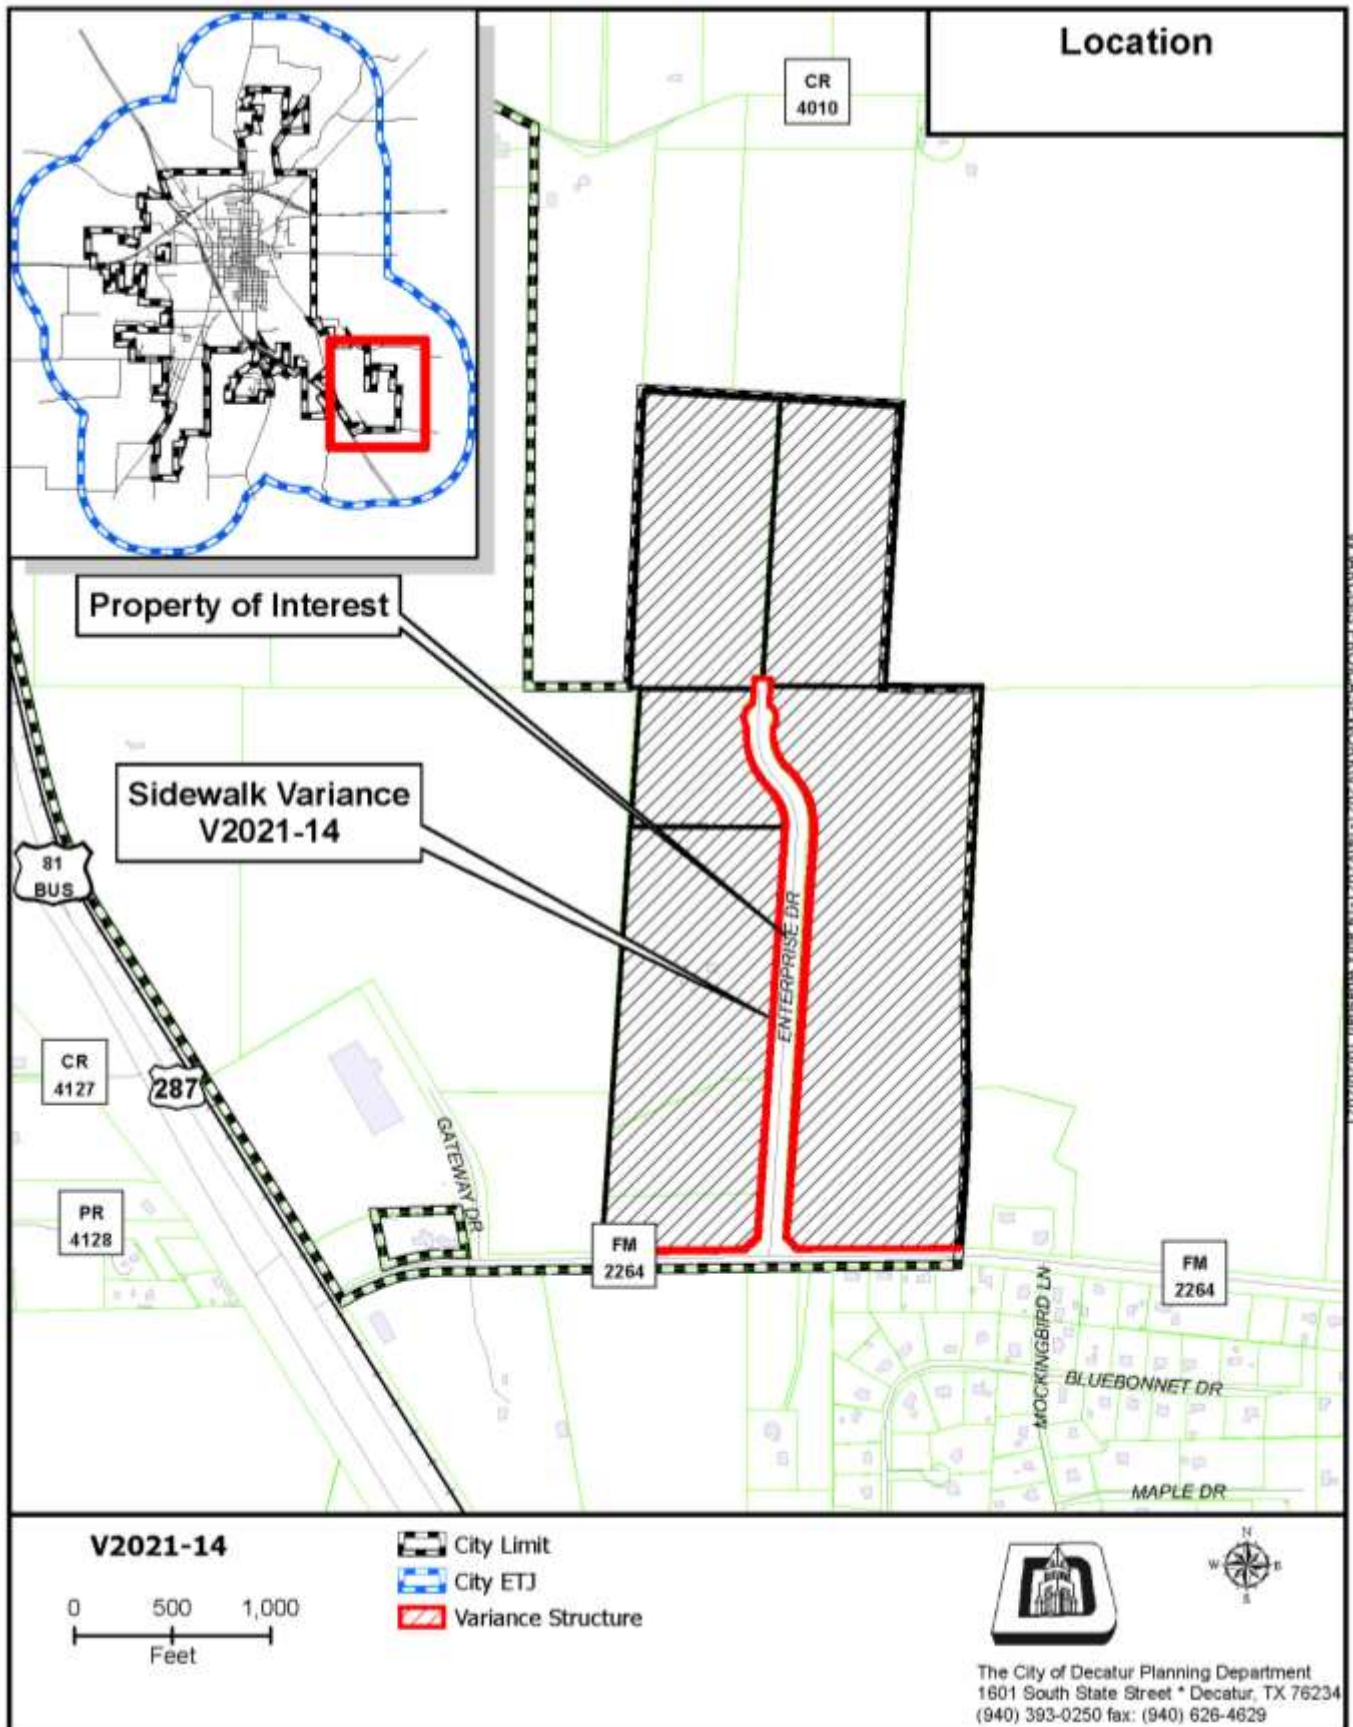 Location
CR
4010
Property of Interest
Sidewalk Variance
V2021-14
81
BUS
ENTERPRISE DR
CR
4127
287
GATEWAY DR
PR
4128
FM
2264
FM
2264
MOCKINGBIRD LN
BLUEBONNET DR
MAPLE DR
V2021-14
0 500 1,000
Feet
City Limit
City ETJ
Variance Structure
N
W E
S
The City of Decatur Planning Department
1601 South State Street * Decatur, TX 76234
(940) 393-0250 fax: (940) 626-4629